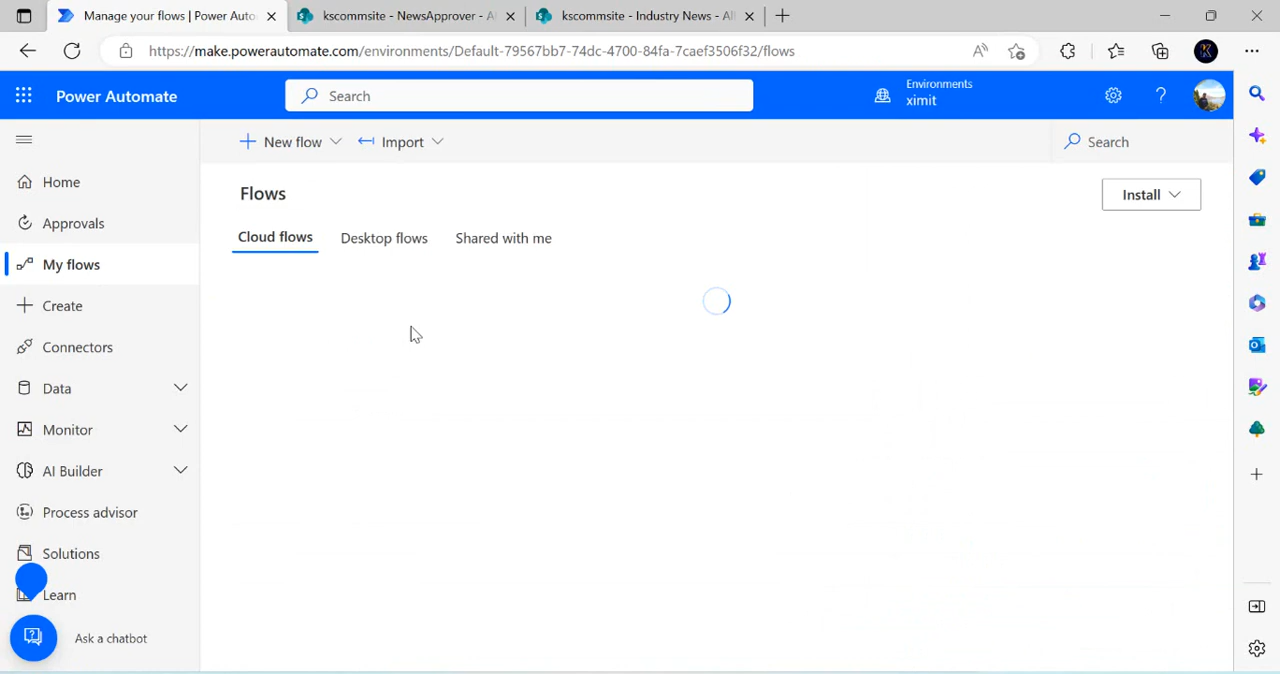 Manage your flows | Power Auto
kscommsite - NewsApprover - A
kscommsite - Industry News - All
https://make.powerautomate.com/environments/Default-79567bb7-74dc-4700-84fa-7caef3506f32/flows
Power Automate
Search
Environments
ximit
New flow
Import
Search
Home
Approvals
My flows
Create
Connectors
Data
Monitor
AI Builder
Process advisor
Solutions
Learn
Ask a chatbot
Flows
Install
Cloud flows
Desktop flows
Shared with me